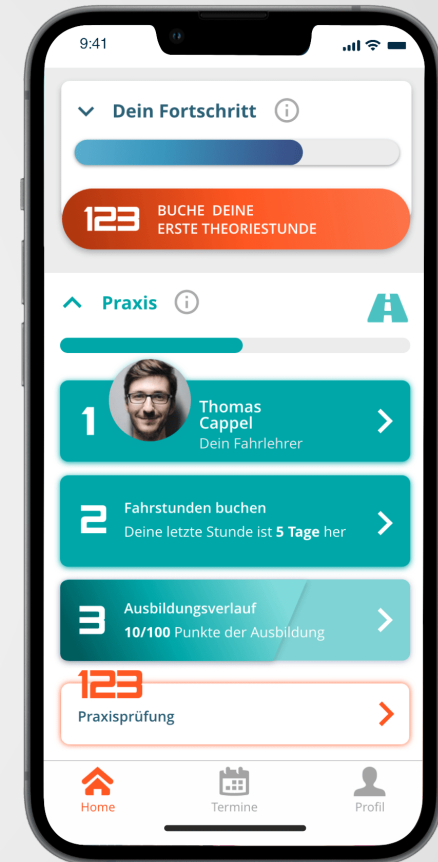 9:41
Dein Fortschritt
123
BUCHE DEINE
ERSTE THEORIESTUNDE
Praxis
1
Thomas
Cappel
Dein Fahrlehrer
2
Fahrstunden buchen
Deine letzte Stunde ist 5 Tage her
3
Ausbildungsverlauf
10/100 Punkte der Ausbildung
123
Praxisprüfung
Home
Termine
Profil